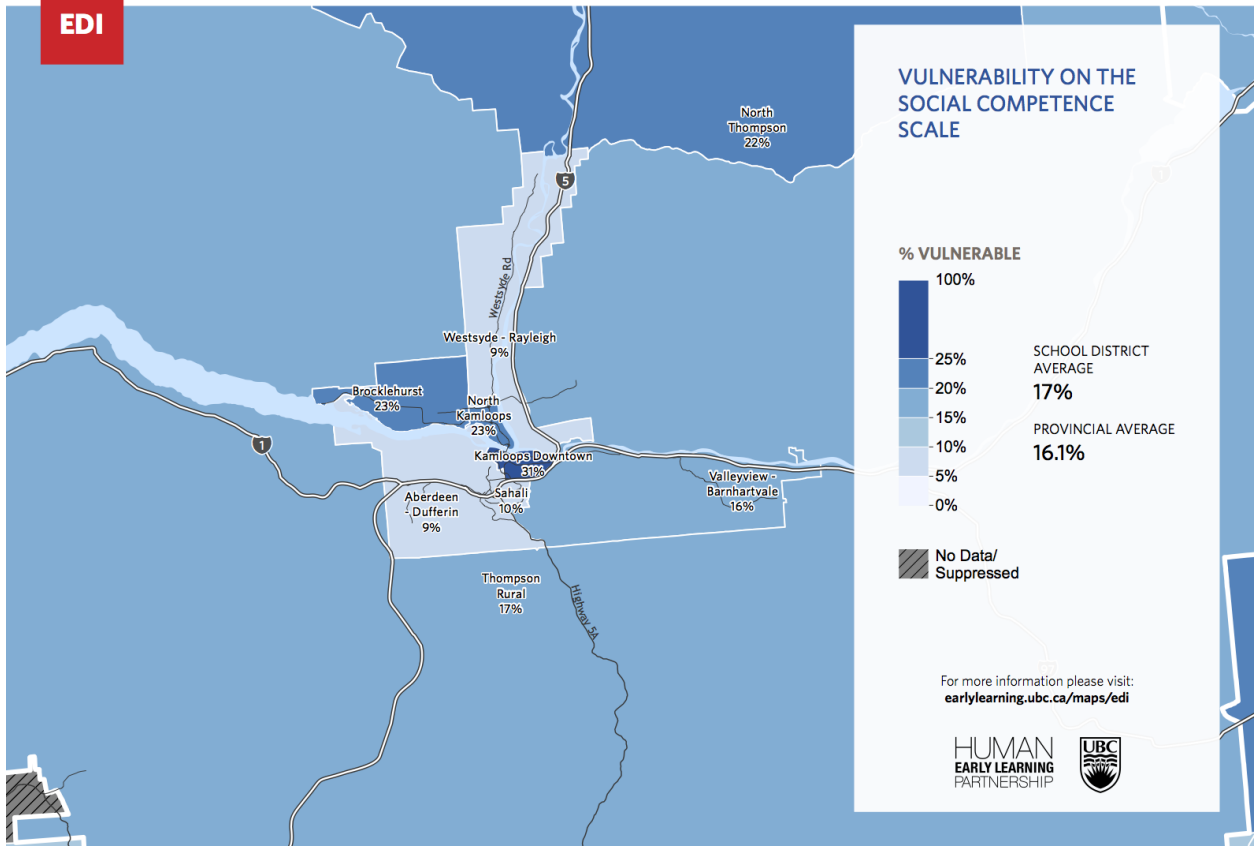 EDI
North
Thompson
22%
5
Westsyde Rd
Westsyde - Rayleigh
9%
Brocklehurst
23%
North
Kamloops
23%
1
Kamloops Downtown
31%
Valleyview -
Barnhartvale
16%
Aberdeen
- Dufferin
9%
Sahali
10%
Thompson
Rural
17%
Highway 5A
VULNERABILITY ON THE
SOCIAL COMPETENCE
SCALE
% VULNERABLE
100%
25%
20%
15%
10%
5%
0%
SCHOOL DISTRICT
AVERAGE
17%
PROVINCIAL AVERAGE
16.1%
No Data/
Suppressed
1
97
For more information please visit:
earlylearning.ubc.ca/maps/edi
HUMAN
EARLY LEARNING
PARTNERSHIP
UBC